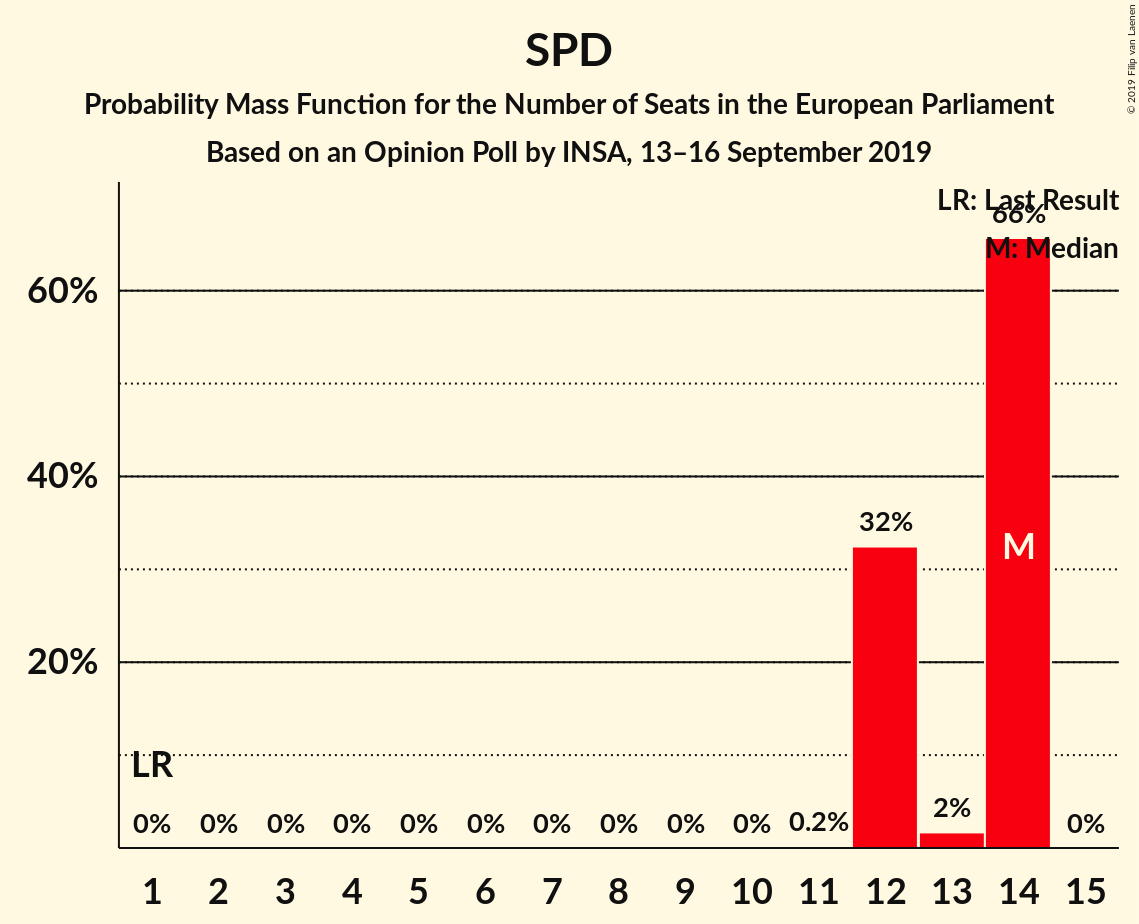 SPD
Probability Mass Function for the Number of Seats in the European Parliament
Based on an Opinion Poll by INSA, 13–16 September 2019
© 2019 Filip van Laenen
LR: Last Result
M: Median
66%
60%
40%
32%
M
20%
LR
0% 0% 0% 0% 0% 0% 0% 0% 0% 0% 0.2% 2% 0%
1 2 3 4 5 6 7 8 9 10 11 12 13 14 15